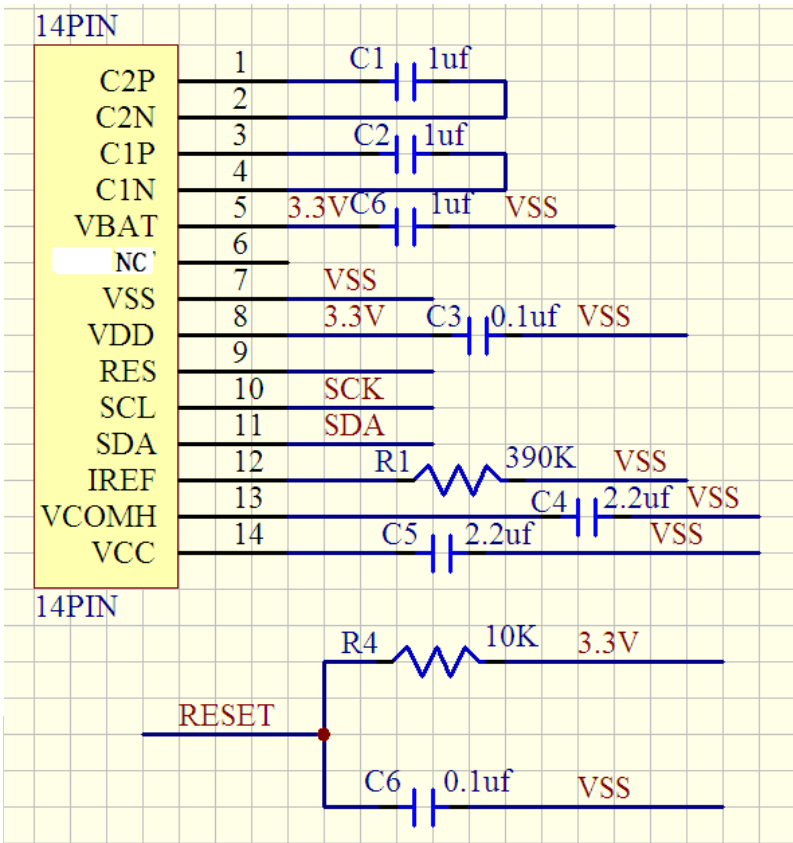 14PIN
C2P 1 C1 1uf
C2N 2
C1P 3 C2 1uf
C1N 4
VBAT 5 3.3V C6 1uf VSS
NC 6
VSS 7 VSS
VDD 8 3.3V C3 0.1uf VSS
RES 9
SCL 10 SCK
SDA 11 SDA
IREF 12 R1 390K VSS
VCOMH 13 C4 2.2uf VSS
VCC 14 C5 2.2uf VSS
14PIN
R4 10K 3.3V
RESET
C6 0.1uf VSS